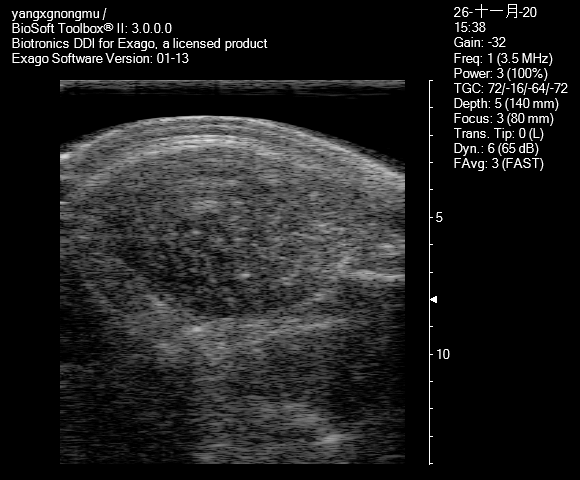 yangxgnongmu /
BioSoft Toolbox® II: 3.0.0.0
Biotronics DDI for Exago, a licensed product
Exago Software Version: 01-13
26-十一月-20
15:38
Gain: -32
Freq: 1 (3.5 MHz)
Power: 3 (100%)
TGC: 72/-16/-64/-72
Depth: 5 (140 mm)
Focus: 3 (80 mm)
Trans. Tip: 0 (L)
Dyn.: 6 (65 dB)
FAvg: 3 (FAST)
5
10